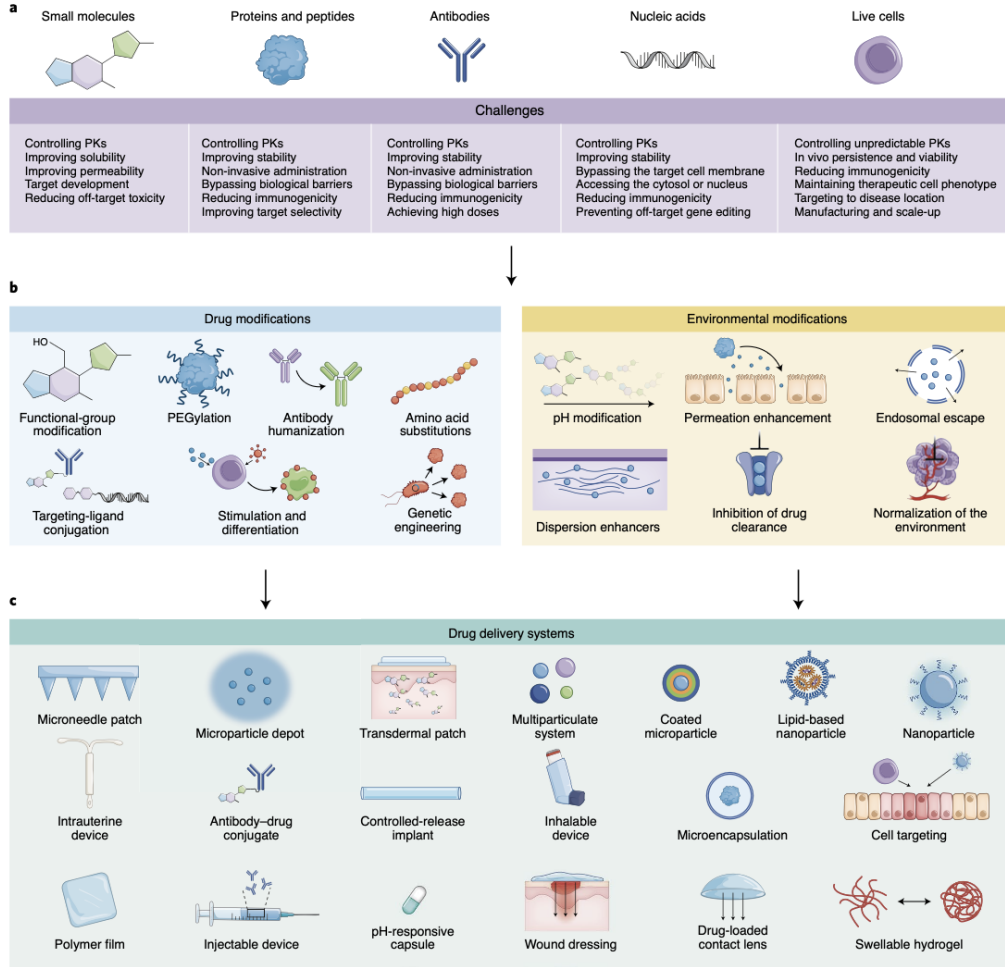 a
Small molecules
Proteins and peptides
Antibodies
Nucleic acids
Live cells
Challenges
Controlling PKs
Improving solubility
Improving permeability
Target development
Reducing off-target toxicity
Controlling PKs
Improving stability
Non-invasive administration
Bypassing biological barriers
Reducing immunogenicity
Improving target selectivity
Controlling PKs
Improving stability
Non-invasive administration
Bypassing biological barriers
Reducing immunogenicity
Achieving high doses
Controlling PKs
Improving stability
Bypassing the target cell membrane
Accessing the cytosol or nucleus
Reducing immunogenicity
Preventing off-target gene editing
Controlling unpredictable PKs
In vivo persistence and viability
Reducing immunogenicity
Maintaining therapeutic cell phenotype
Targeting to disease location
Manufacturing and scale-up
b
Drug modifications
HO
Functional-group
modification
PEGylation
Antibody
humanization
Amino acid
substitutions
Targeting-ligand
conjugation
Stimulation and
differentiation
Genetic
engineering
Environmental modifications
pH modification
Permeation enhancement
Endosomal escape
Dispersion enhancers
Inhibition of drug
clearance
Normalization of the
environment
c
Drug delivery systems
Microneedle patch
Microparticle depot
Transdermal patch
Multiparticulate
system
Coated
microparticle
Lipid-based
nanoparticle
Nanoparticle
Intrauterine
device
Antibody–drug
conjugate
Controlled-release
implant
Inhalable
device
Microencapsulation
Cell targeting
Polymer film
Injectable device
pH-responsive
capsule
Wound dressing
Drug-loaded
contact lens
Swellable hydrogel